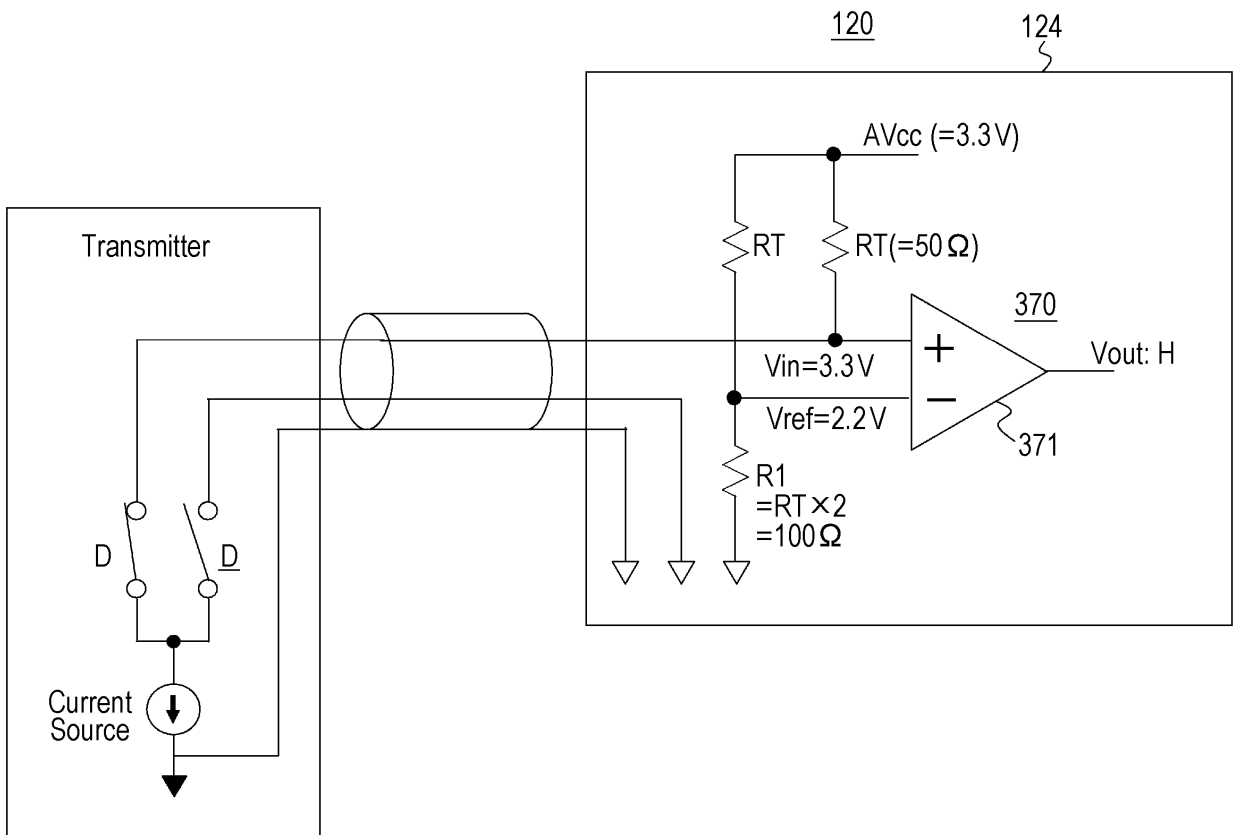 120
124
AVcc (=3.3V)
Transmitter
RT
RT(=50Ω)
370
+
Vin=3.3V
Vout: H
−
Vref=2.2V
371
R1
=RT×2
=100Ω
D
D
Current
Source